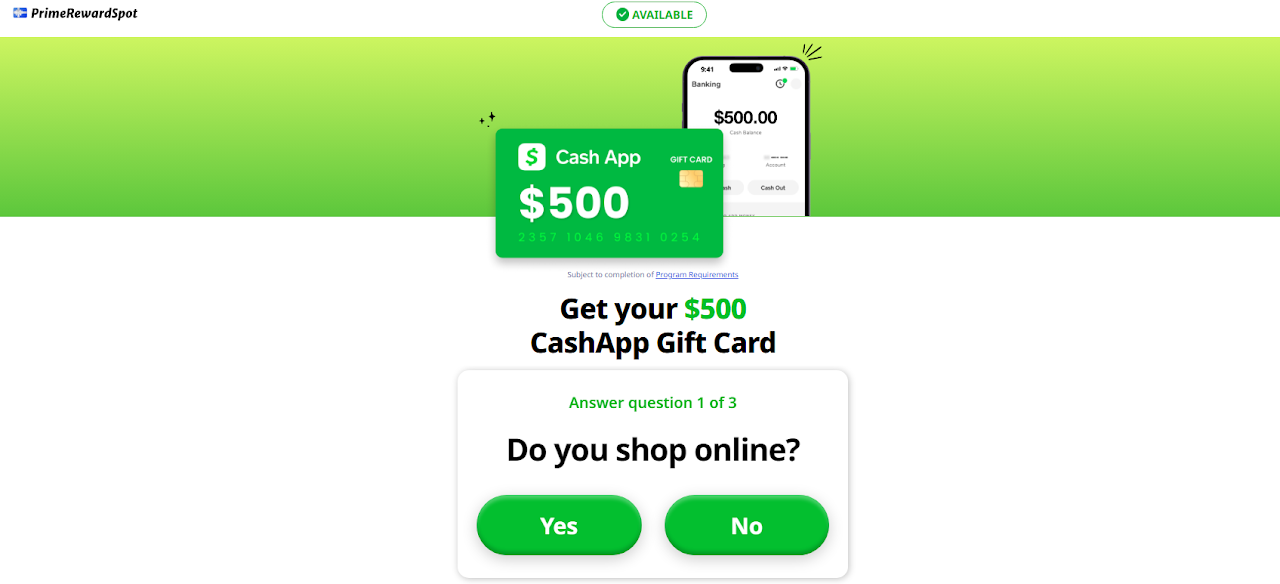 PrimeRewardSpot
AVAILABLE
9:41
Banking
$500.00
Cash Balance
Account
Cash Out
Cash App
GIFT CARD
$500
2357 1046 9831 0254
Subject to completion of Program Requirements
Get your $500
CashApp Gift Card
Answer question 1 of 3
Do you shop online?
Yes
No